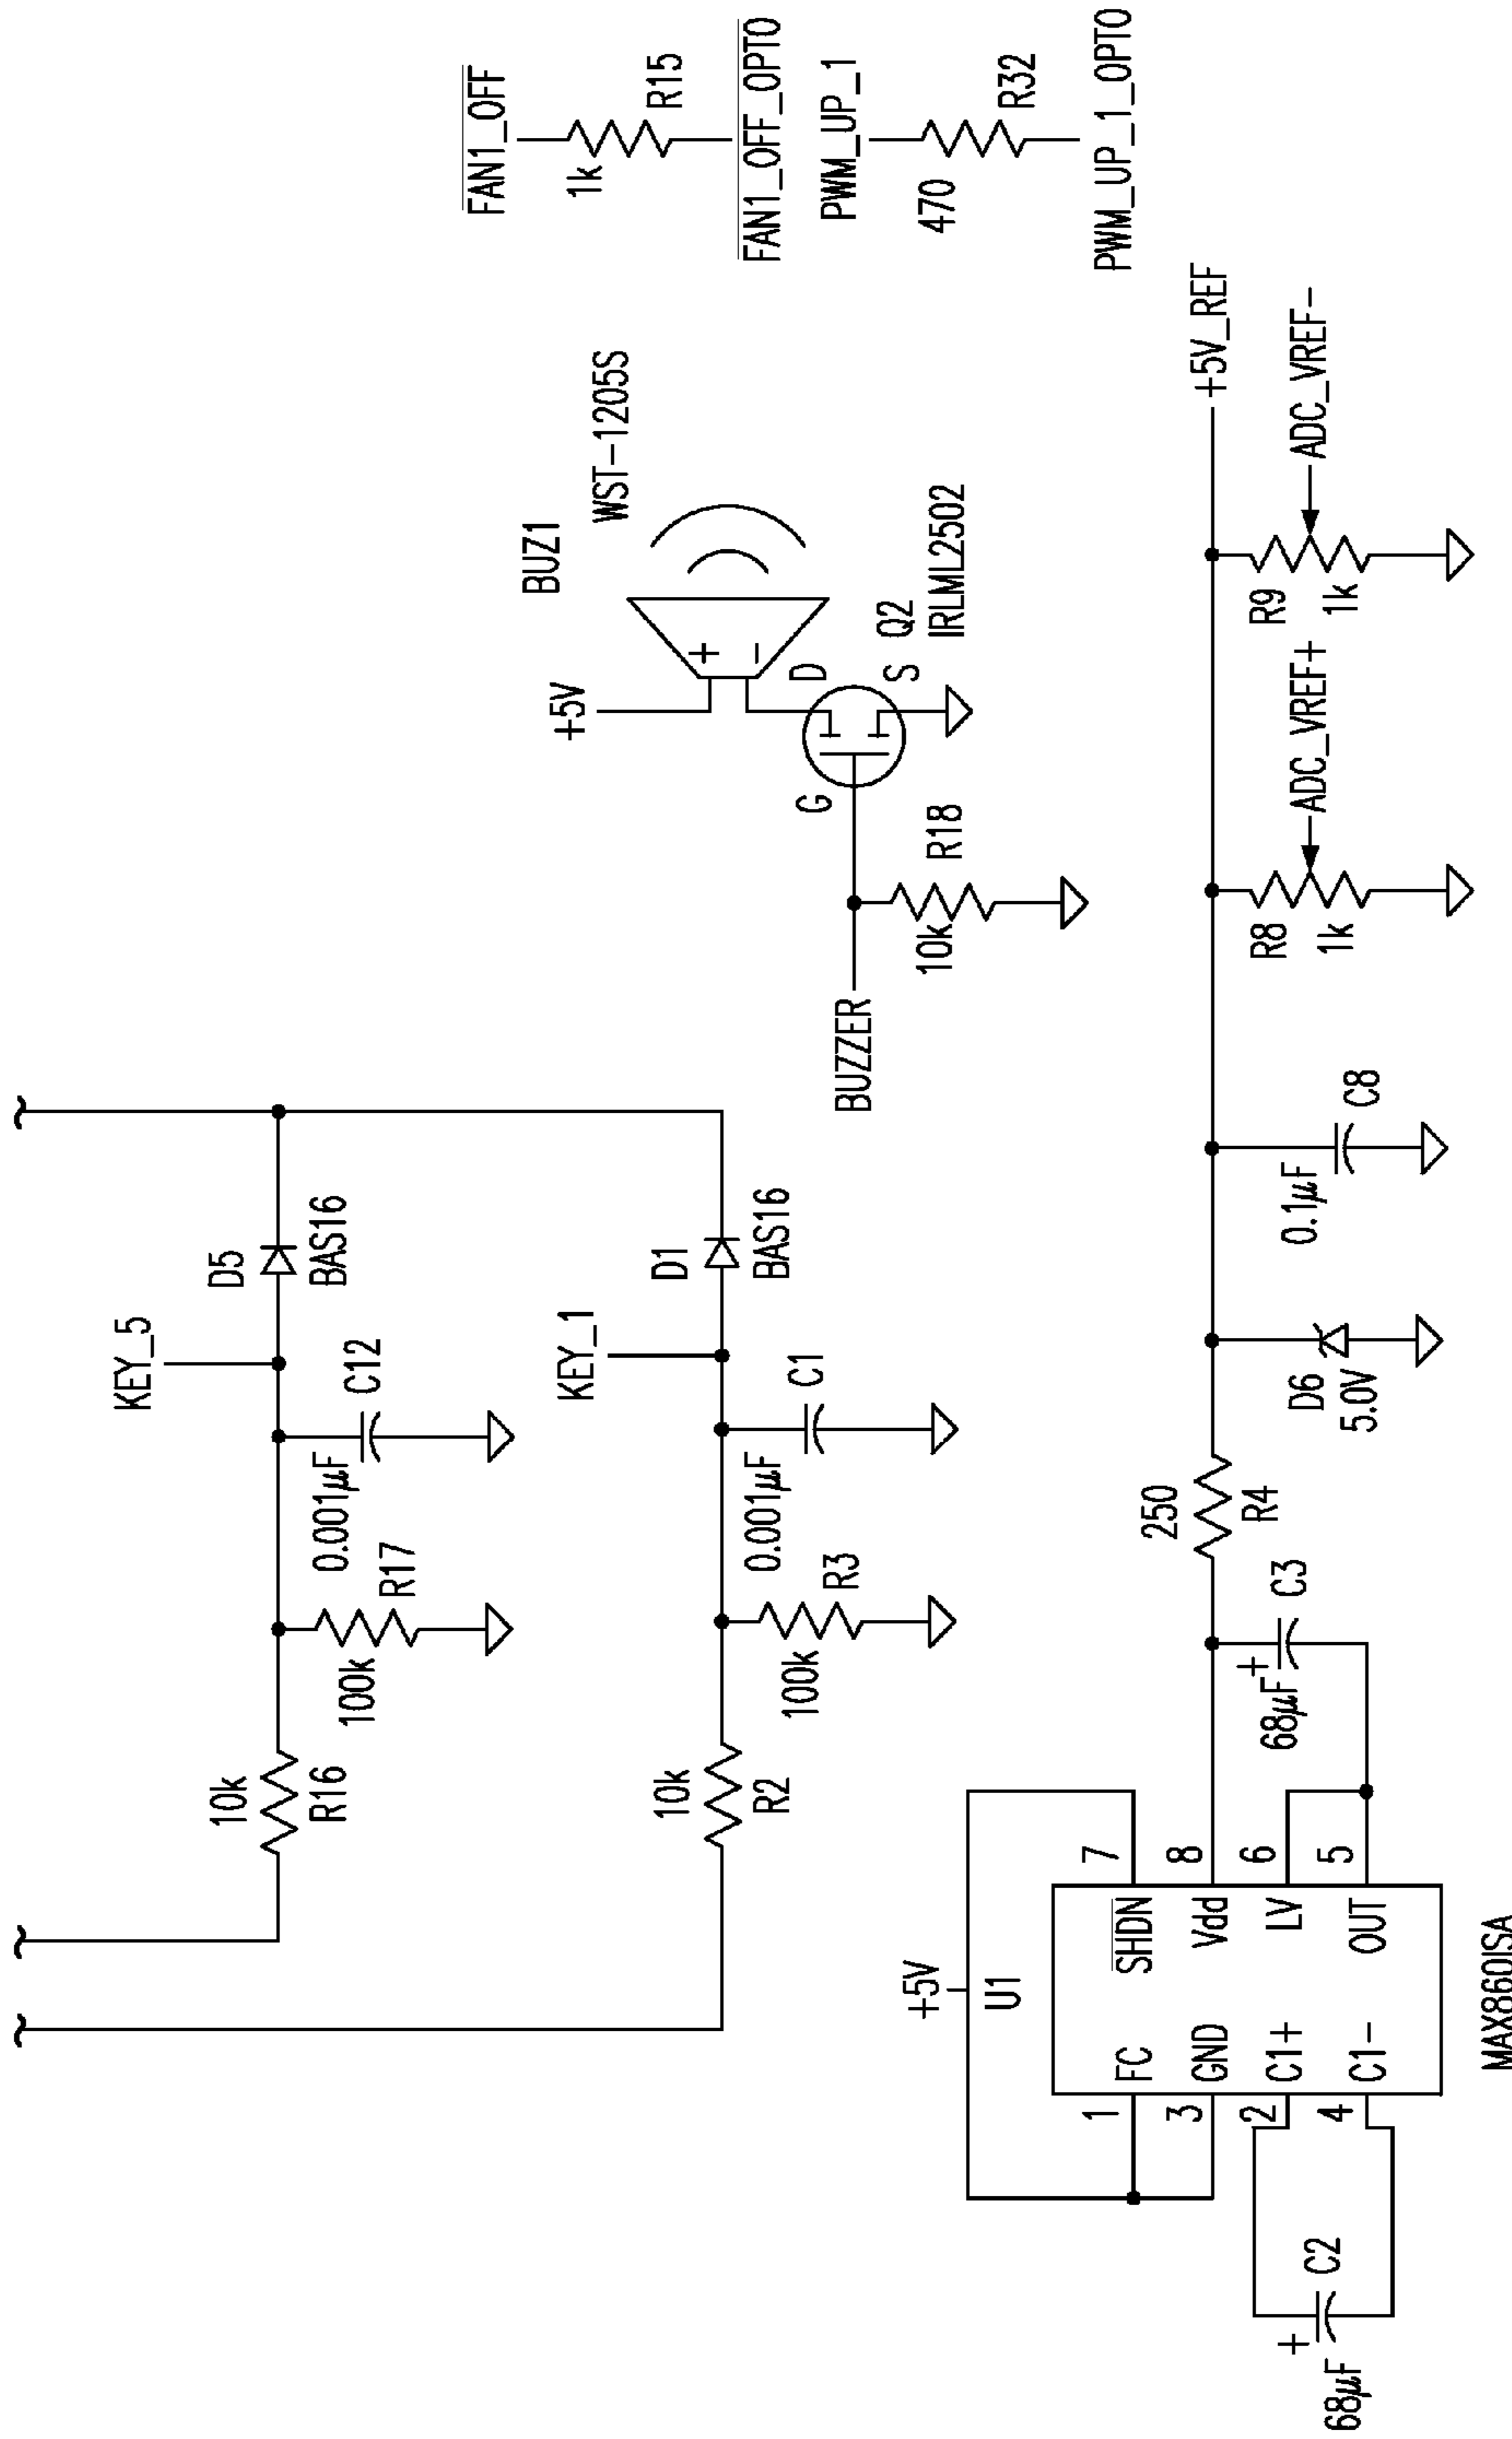 KEY_5
D5
BAS16
10k
R16
100k
R17
0.001µF
C12
KEY_1
D1
BAS16
10k
R2
100k
R3
0.001µF
C1
+5V
BUZ1
WST-1205S
+
-
D
G
S
Q2
IRLML2502
BUZZER
10k
R18
FAN1_OFF
1k
R15
FAN1_OFF_OPTO
PWM_UP_1
470
R32
PWM_UP_1_OPTO
+5V
U1
1
FC
SHDN
7
3
GND
Vdd
8
2
C1+
LV
6
4
C1-
OUT
5
MAX860ISA
+
68µF
C2
+
68µF
C3
250
R4
D6
5.0V
0.1µF
C8
R8
1k
ADC_VREF+
R9
1k
ADC_VREF-
+5V_REF